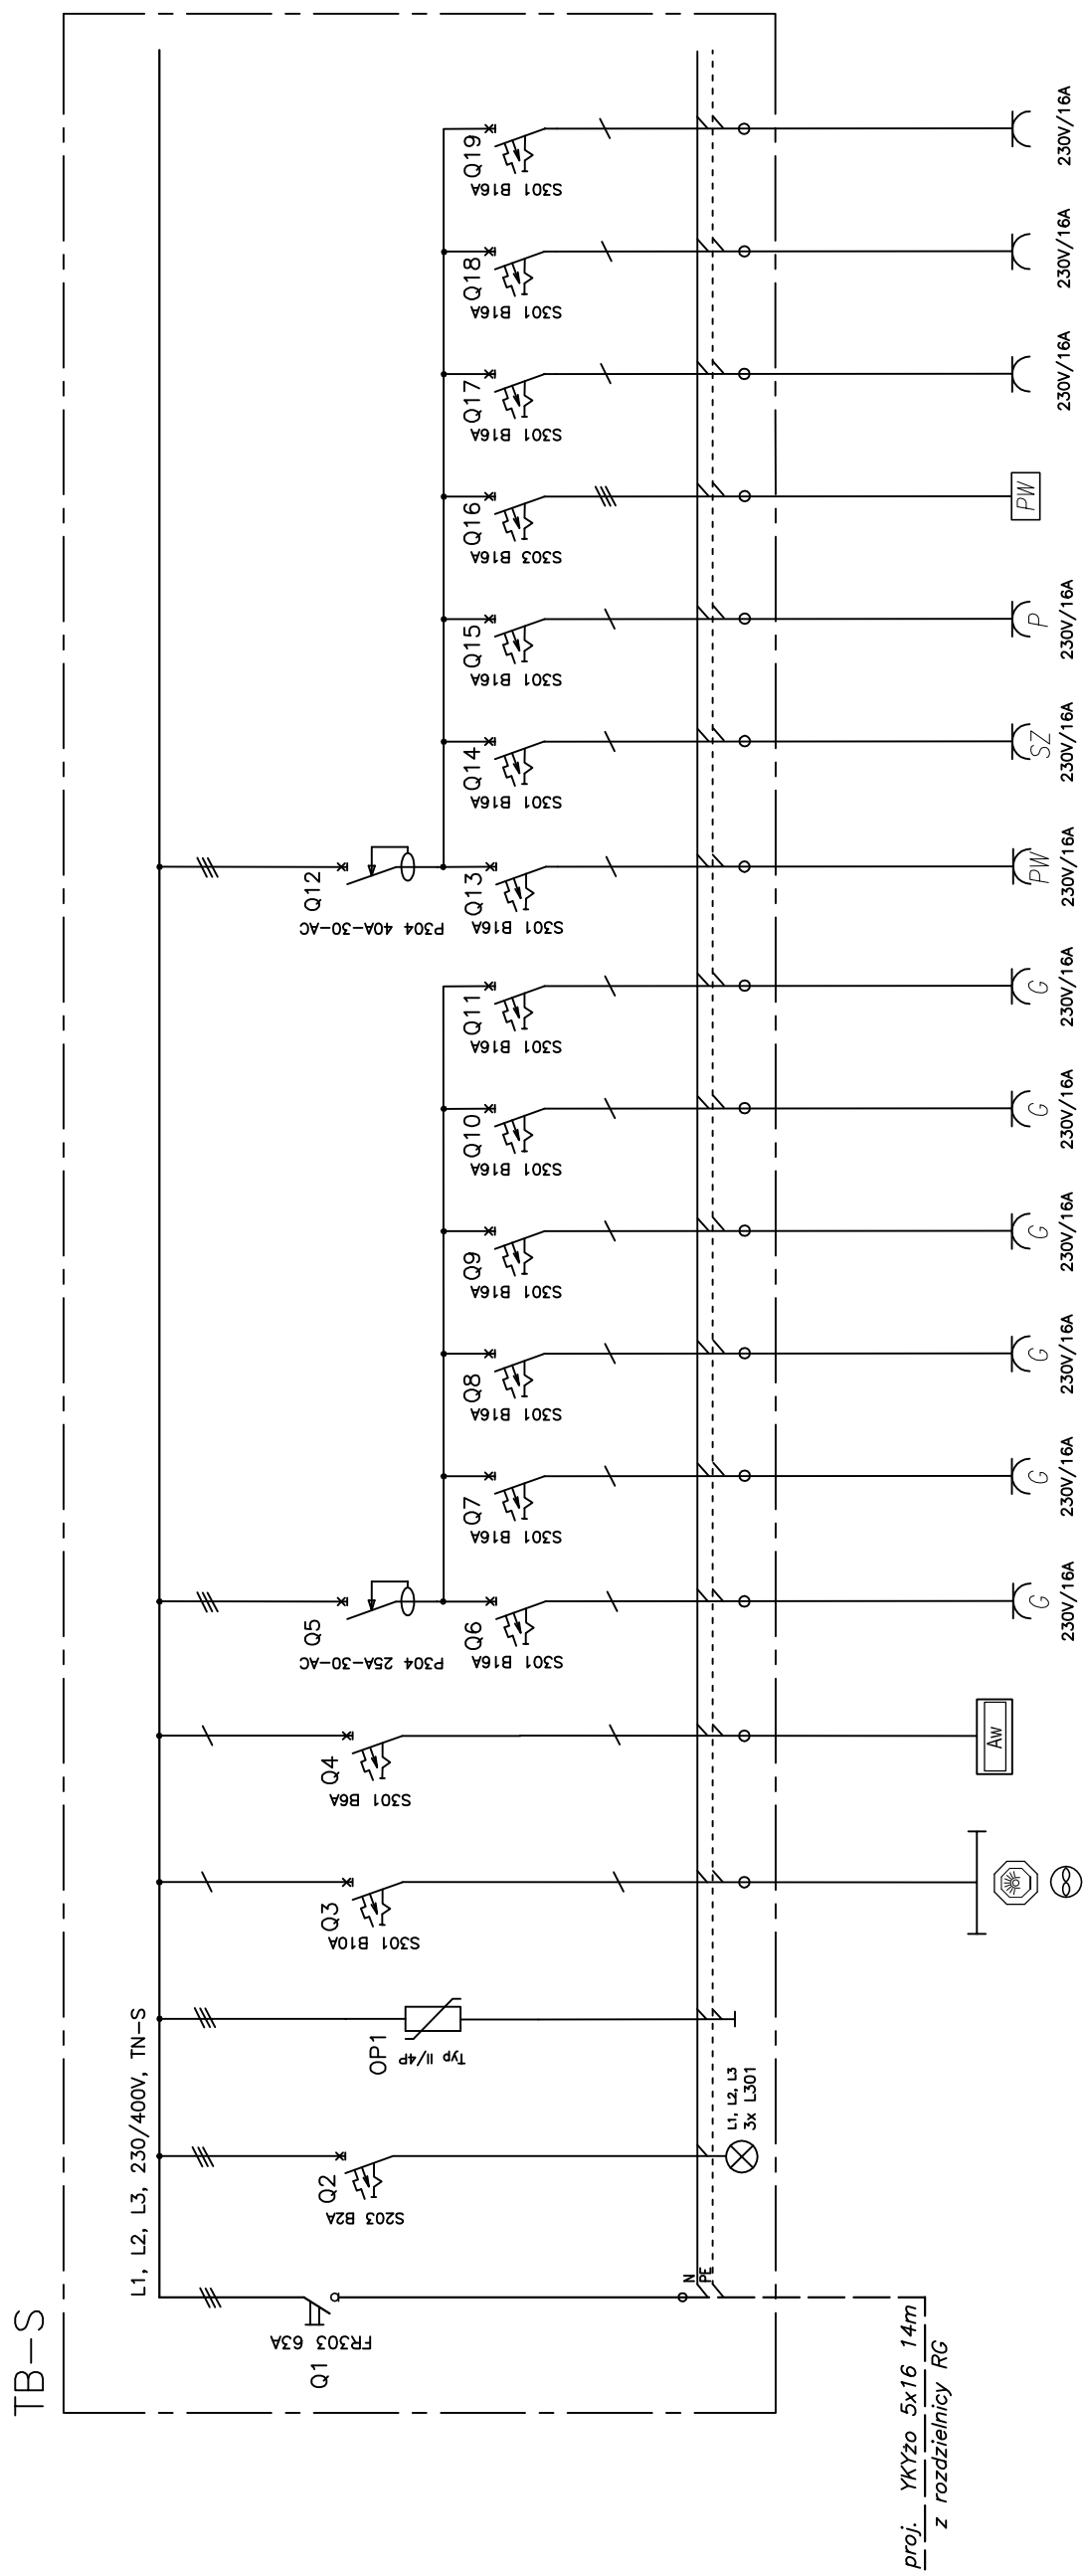 TB-S
L1, L2, L3, 230/400V, TN-S
Q1
FR303 63A
N
PE
proj. YKYżo 5x16 14m
z rozdzielnicy RG
Q2
S203 B2A
L1, L2, L3
3x L301
OP1
Typ II/4P
Q3
S301 B10A
Q4
S301 B6A
Aw
Q5
P304 25A-30-AC
Q6
S301 B16A
G
230V/16A
Q7
S301 B16A
G
230V/16A
Q8
S301 B16A
G
230V/16A
Q9
S301 B16A
G
230V/16A
Q10
S301 B16A
G
230V/16A
Q11
S301 B16A
G
230V/16A
Q12
P304 40A-30-AC
Q13
S301 B16A
PW
230V/16A
Q14
S301 B16A
SZ
230V/16A
Q15
S301 B16A
P
230V/16A
Q16
S303 B16A
PW
Q17
S301 B16A
230V/16A
Q18
S301 B16A
230V/16A
Q19
S301 B16A
230V/16A